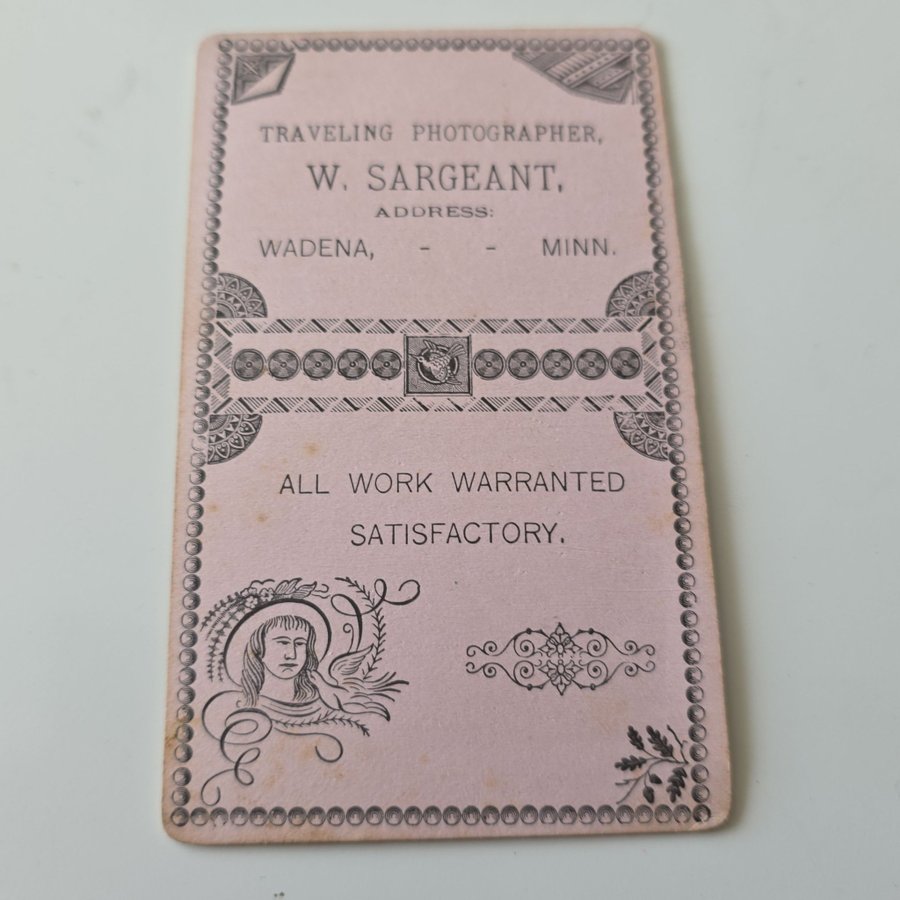 TRAVELING PHOTOGRAPHER,
W. SARGEANT,
ADDRESS:
WADENA, - - MINN.
ALL WORK WARRANTED
SATISFACTORY.